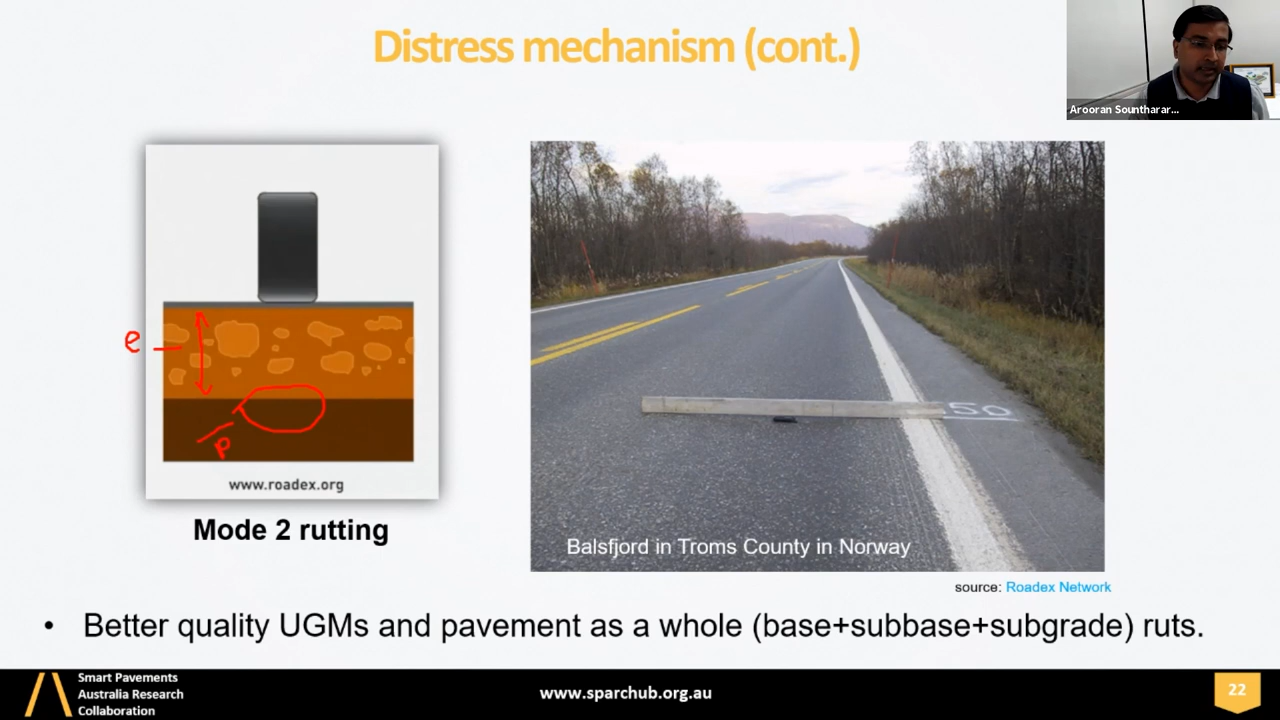 Distress mechanism (cont.)
Arooran Sountharar...
e
p
www.roadex.org
Mode 2 rutting
50
Balsfjord in Troms County in Norway
source: Roadex Network
• Better quality UGMs and pavement as a whole (base+subbase+subgrade) ruts.
Smart Pavements
Australia Research
Collaboration
www.sparchub.org.au
22